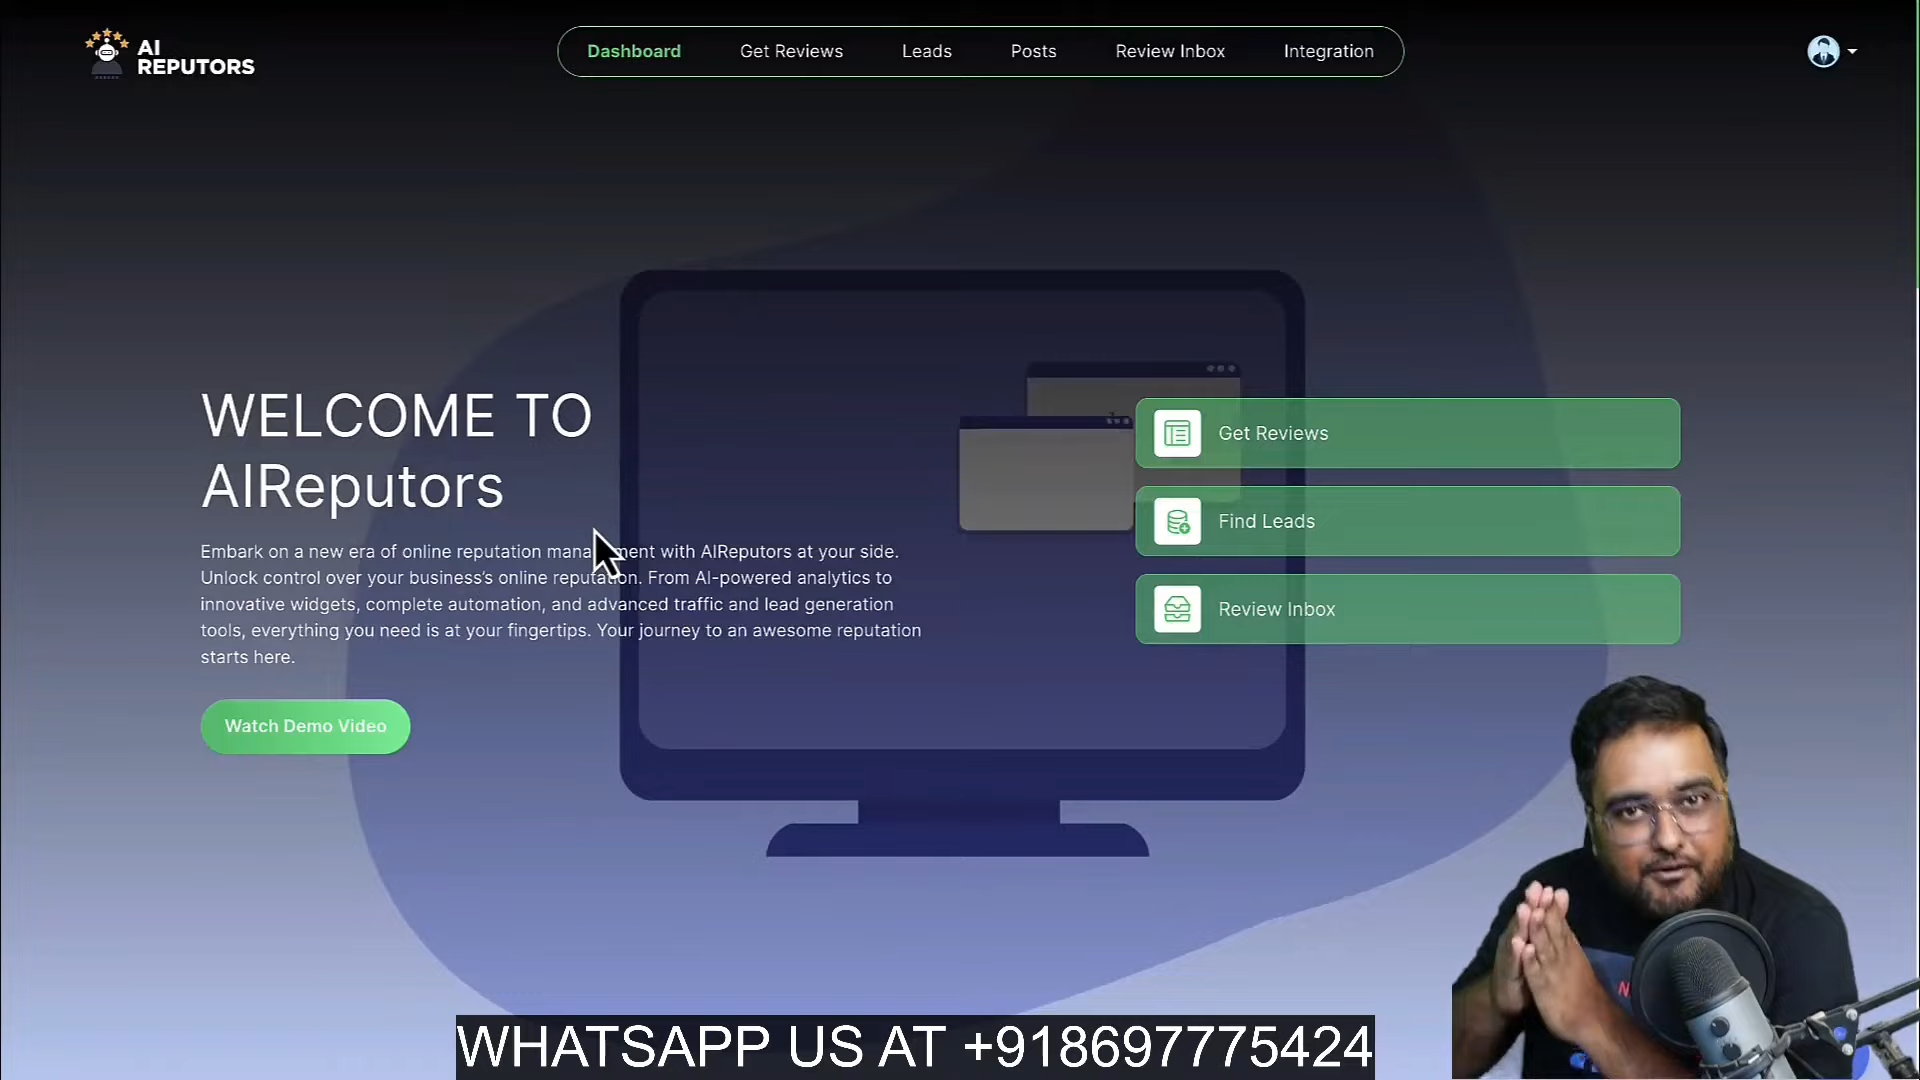 AI
REPUTORS
Dashboard
Get Reviews
Leads
Posts
Review Inbox
Integration
WELCOME TO
AIReputors
Embark on a new era of online reputation management with AIReputors at your side.
Unlock control over your business's online reputation. From AI-powered analytics to
innovative widgets, complete automation, and advanced traffic and lead generation
tools, everything you need is at your fingertips. Your journey to an awesome reputation
starts here.
Watch Demo Video
Get Reviews
Find Leads
Review Inbox
WHATSAPP US AT +918697775424